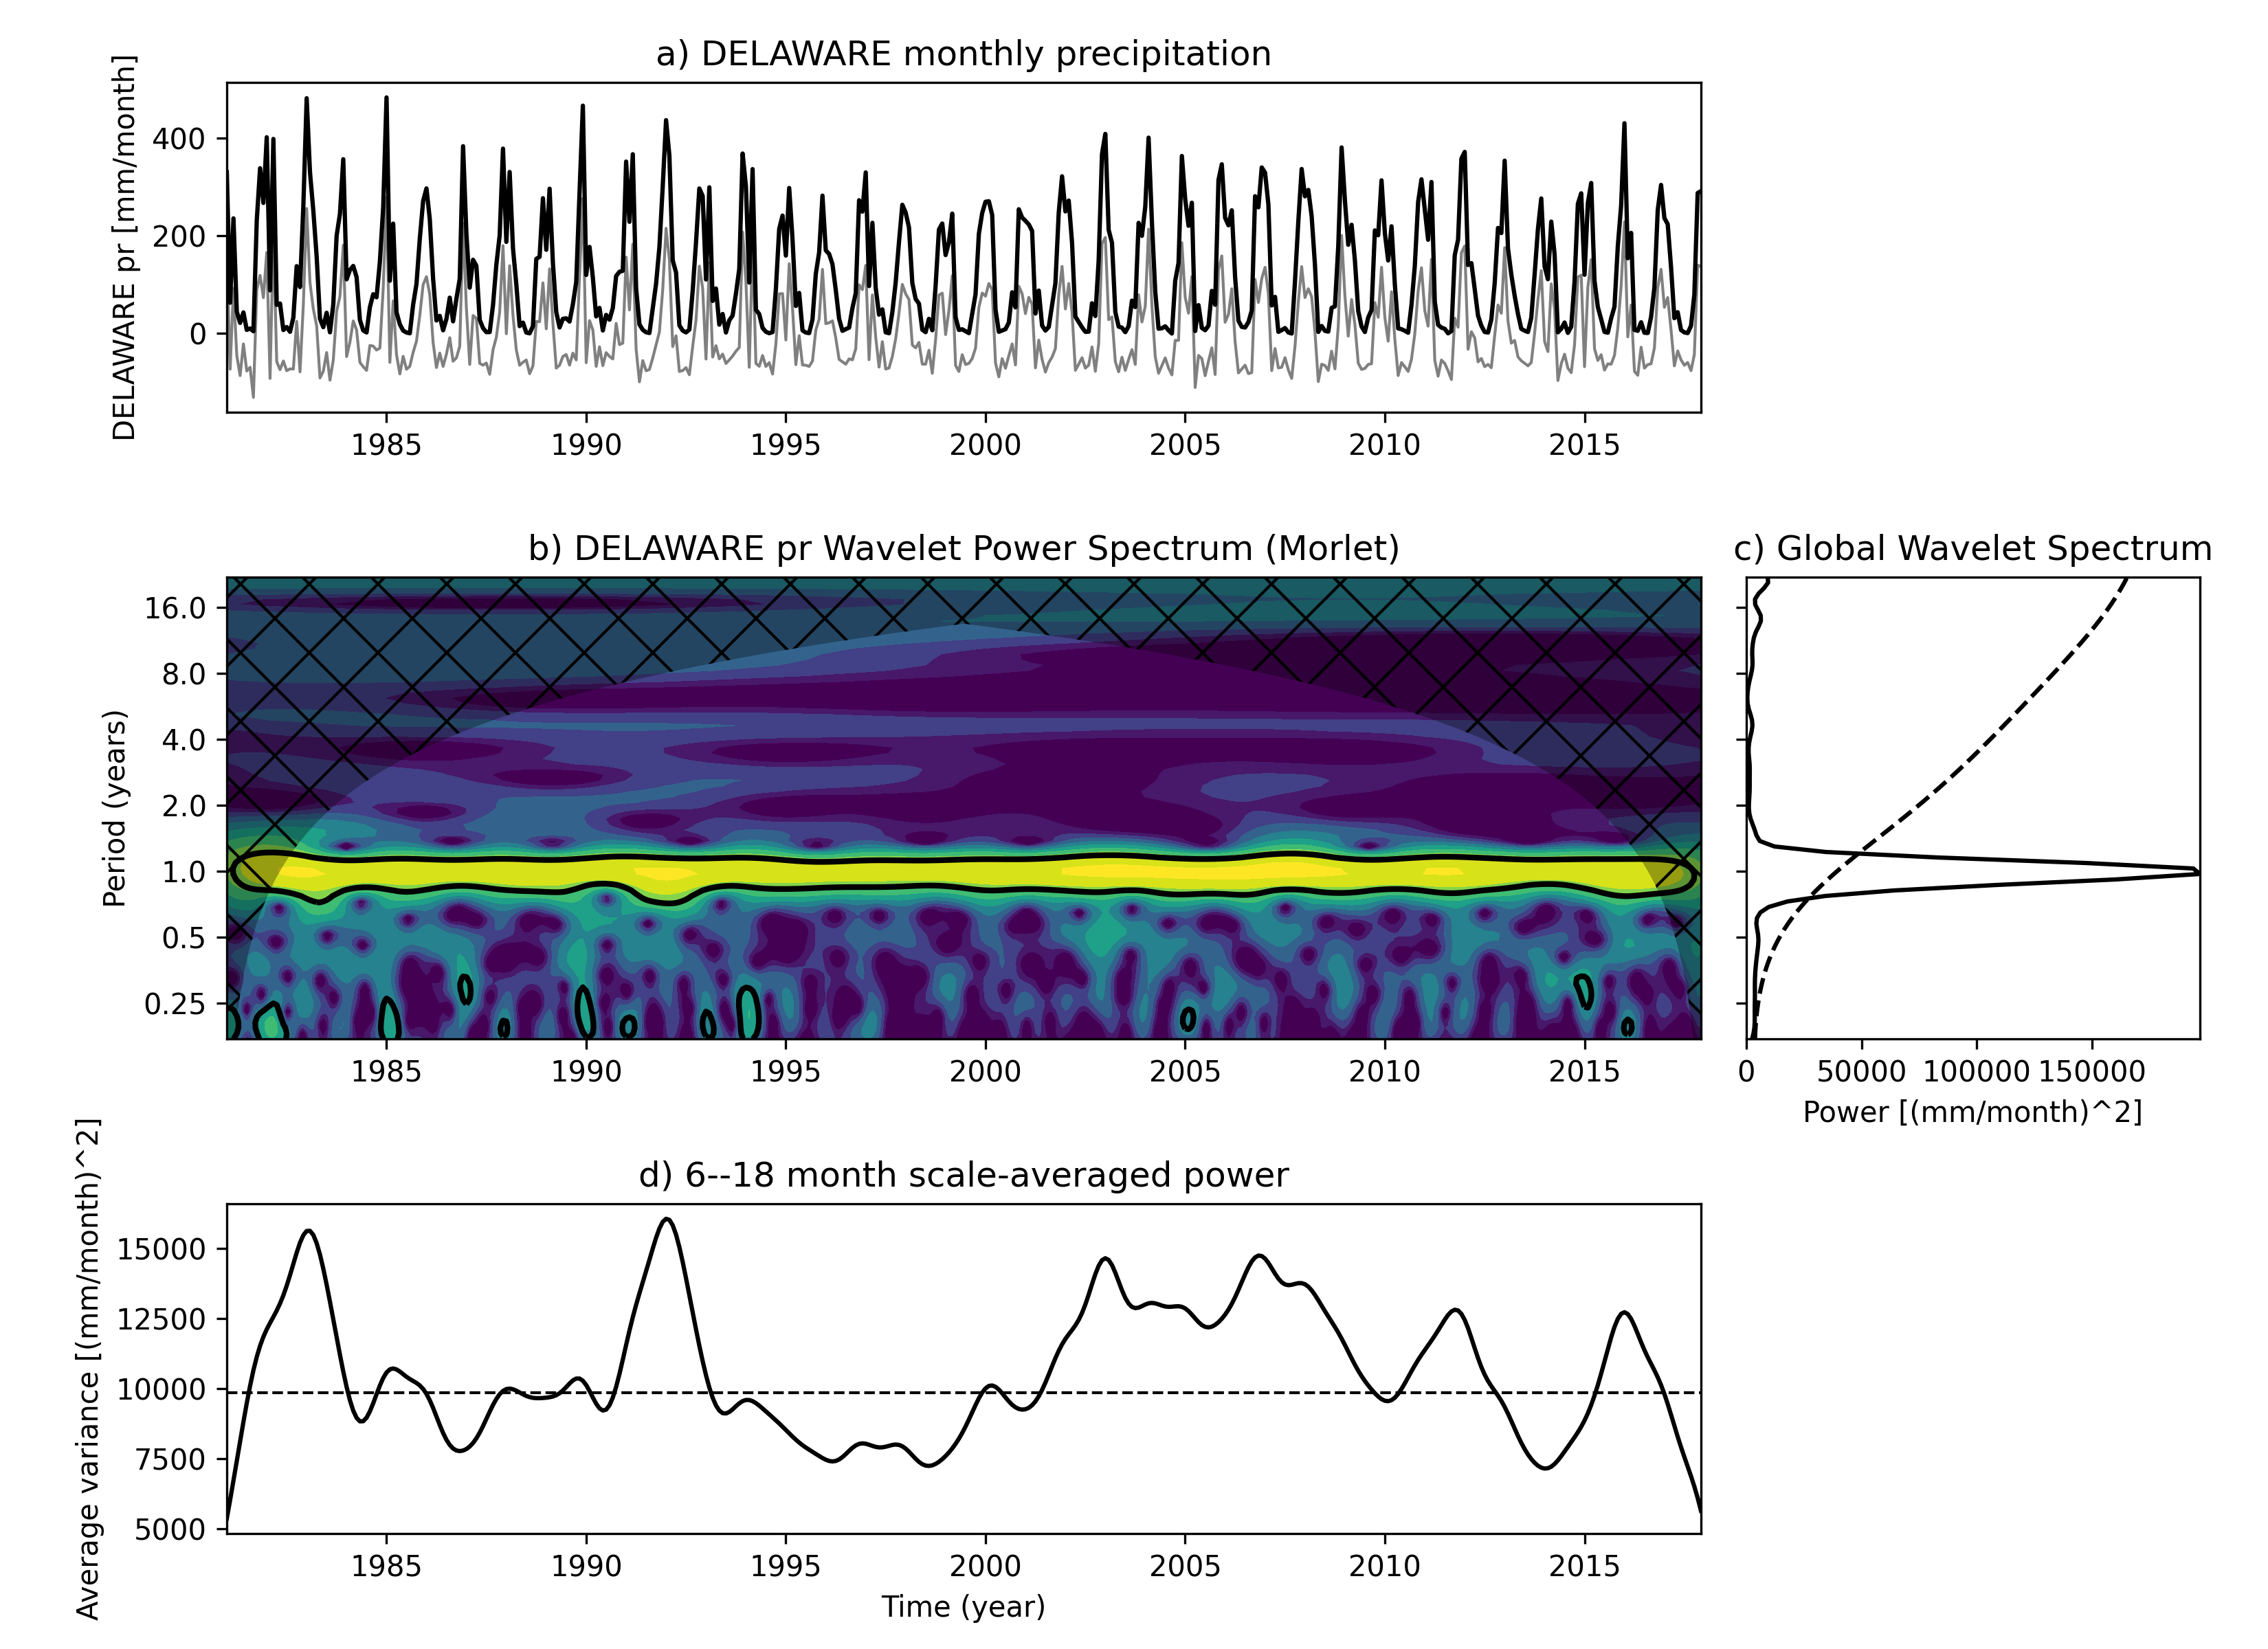 a) DELAWARE monthly precipitation
DELAWARE pr [mm/month]
400
200
0
1985 1990 1995 2000 2005 2010 2015
b) DELAWARE pr Wavelet Power Spectrum (Morlet)
Period (years)
16.0
8.0
4.0
2.0
1.0
0.5
0.25
1985 1990 1995 2000 2005 2010 2015
c) Global Wavelet Spectrum
0 50000 100000 150000
Power [(mm/month)^2]
d) 6--18 month scale-averaged power
Average variance [(mm/month)^2]
15000
12500
10000
7500
5000
1985 1990 1995 2000 2005 2010 2015
Time (year)